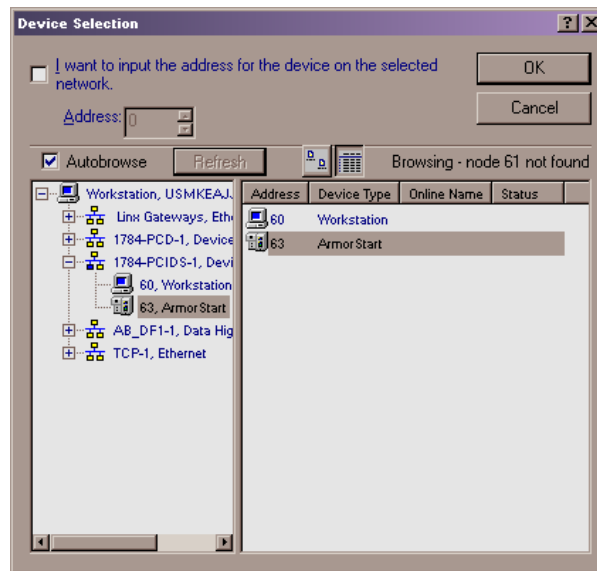 Device Selection
I want to input the address for the device on the selected
network.
Address: 0
OK
Cancel
Autobrowse
Refresh
Browsing - node 61 not found
Workstation, USMKEAJ
Linx Gateways, Eth
1784-PCD-1, Device
1784-PCIDS-1, Devi
60, Workstation
63, ArmorStart
AB_DF1-1, Data Hig
TCP-1, Ethernet
Address Device Type Online Name Status
60 Workstation
63 ArmorStart